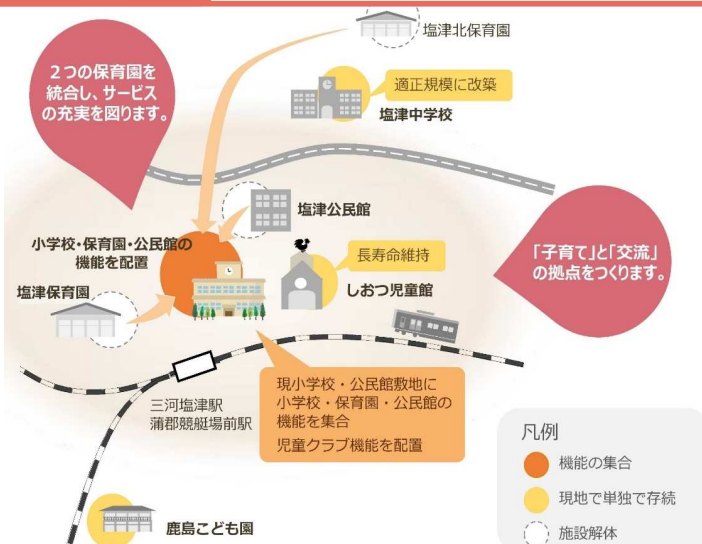 塩津北保育園
2つの保育園を
統合し、サービス
の充実を図ります。
適正規模に改築
塩津中学校
塩津公民館
小学校・保育園・公民館の
機能を配置
長寿命維持
しおつ児童館
「子育て」と「交流」
の拠点をつくります。
塩津保育園
三河塩津駅
蒲郡競艇場前駅
現小学校・公民館敷地に
小学校・保育園・公民館の
機能を集合
児童クラブ機能を配置
鹿島こども園
凡例
機能の集合
現地で単独で存続
施設解体